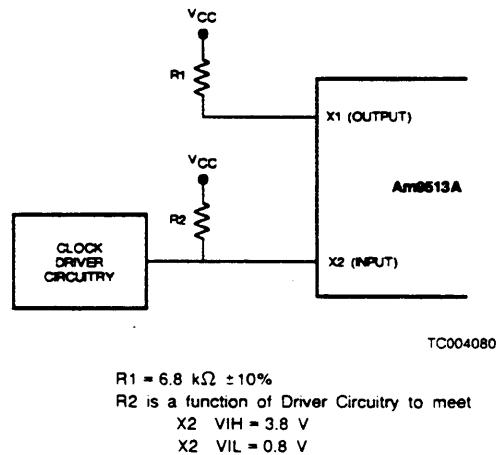 VCC
R1
X1 (OUTPUT)
VCC
Am9513A
R2
CLOCK
DRIVER
CIRCUITRY
X2 (INPUT)
TC004080
R1 = 6.8 kΩ ±10%
R2 is a function of Driver Circuitry to meet
X2 VIH = 3.8 V
X2 VIL = 0.8 V